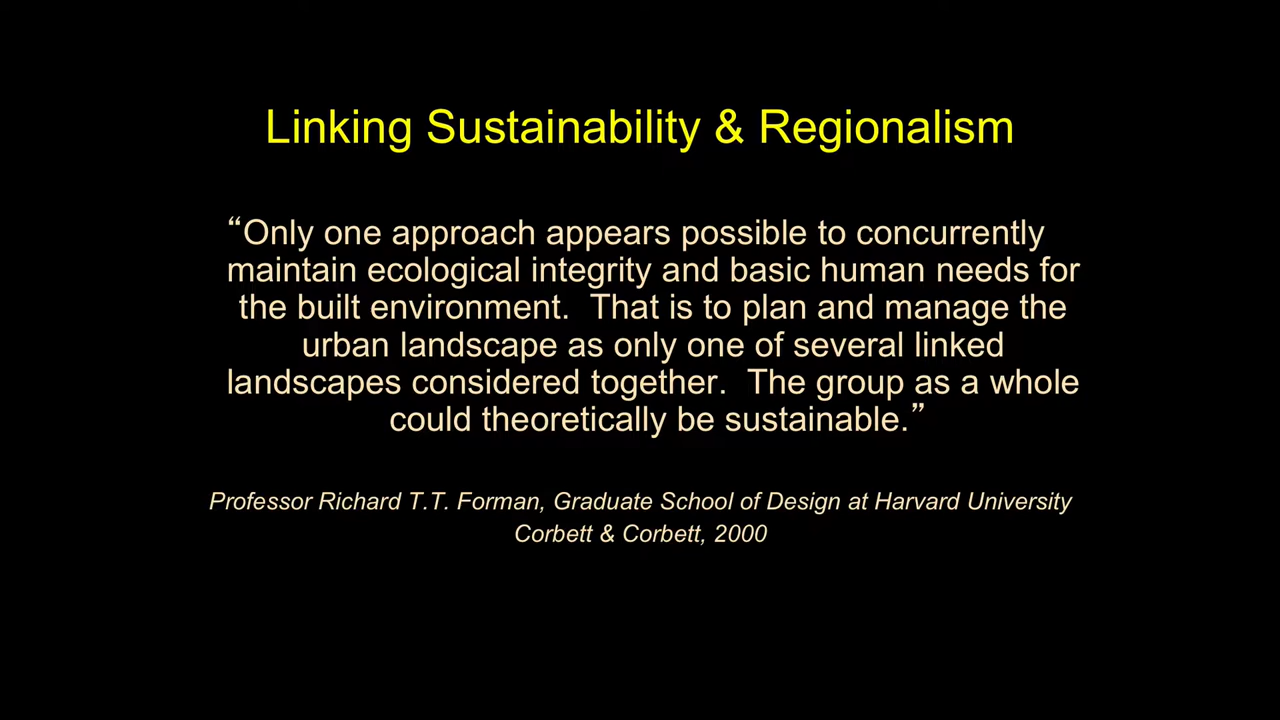 Linking Sustainability & Regionalism
“Only one approach appears possible to concurrently
maintain ecological integrity and basic human needs for
the built environment.  That is to plan and manage the
urban landscape as only one of several linked
landscapes considered together.  The group as a whole
could theoretically be sustainable.”
Professor Richard T.T. Forman, Graduate School of Design at Harvard University
Corbett & Corbett, 2000